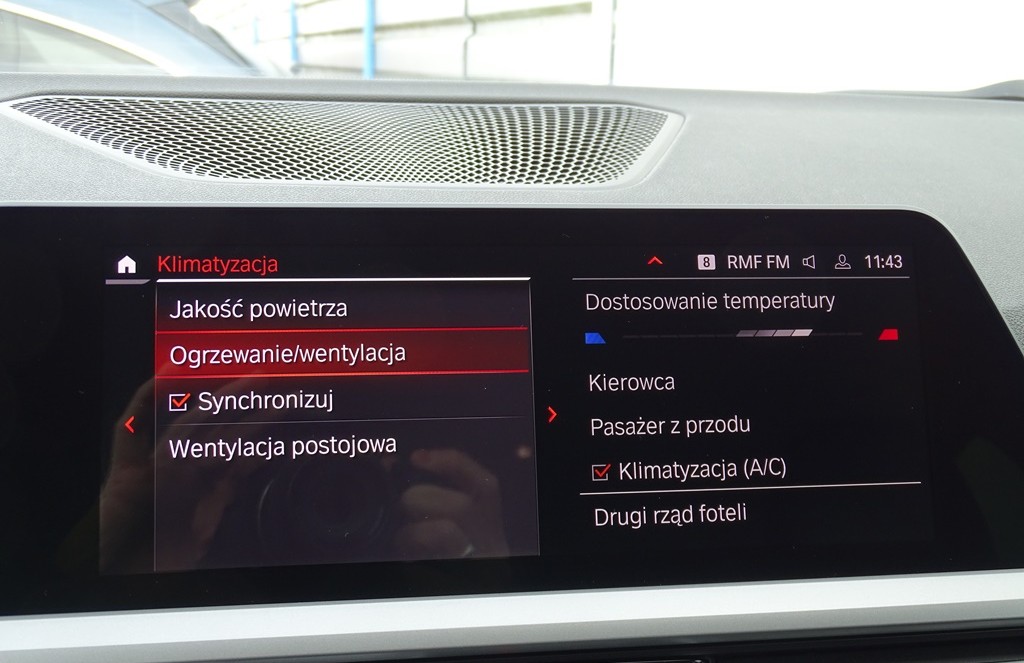 Klimatyzacja
8 RMF FM 11:43
Jakość powietrza
Ogrzewanie/wentylacja
Synchronizuj
Wentylacja postojowa
Dostosowanie temperatury
Kierowca
Pasażer z przodu
Klimatyzacja (A/C)
Drugi rząd foteli